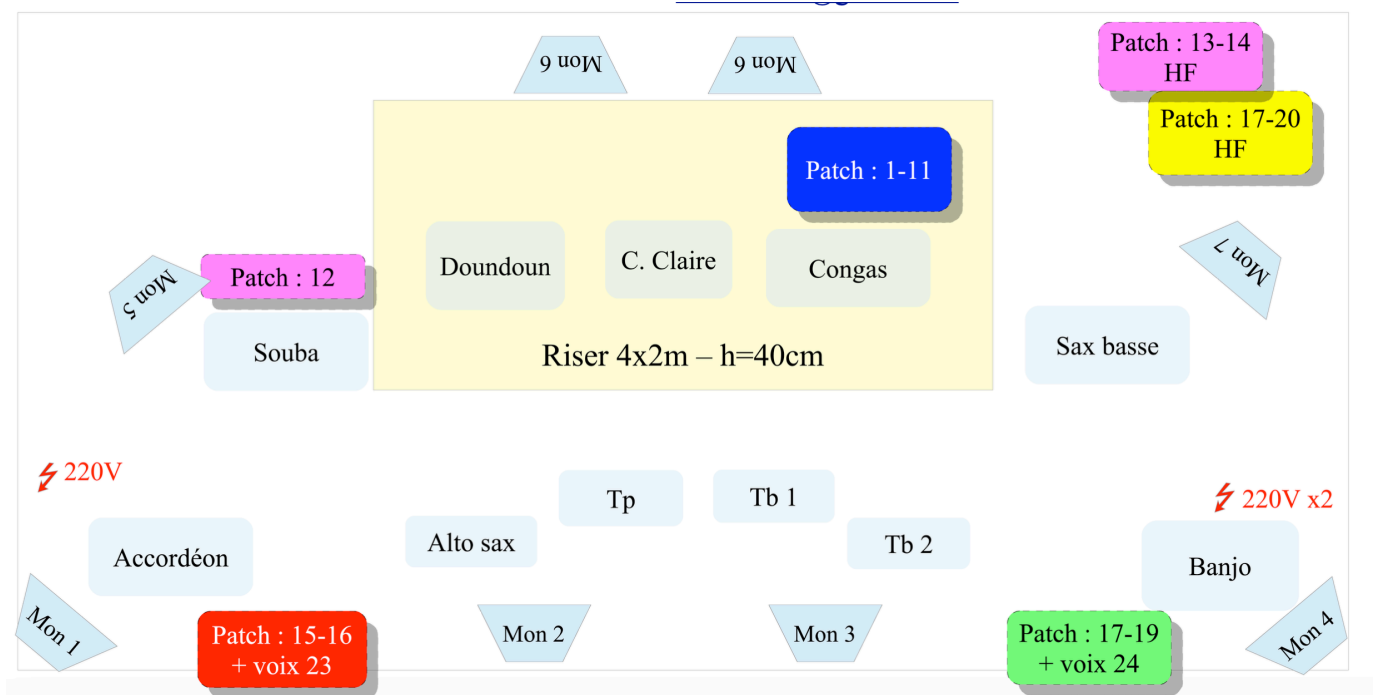 Mon 6
Mon 6
Patch : 13-14
HF
Patch : 17-20
HF
Patch : 1-11
Doundoun
C. Claire
Congas
Mon 7
Mon 5
Patch : 12
Souba
Riser 4x2m – h=40cm
Sax basse
220V
220V x2
Tp
Tb 1
Accordéon
Alto sax
Tb 2
Banjo
Mon 1
Patch : 15-16
+ voix 23
Mon 2
Mon 3
Patch : 17-19
+ voix 24
Mon 4